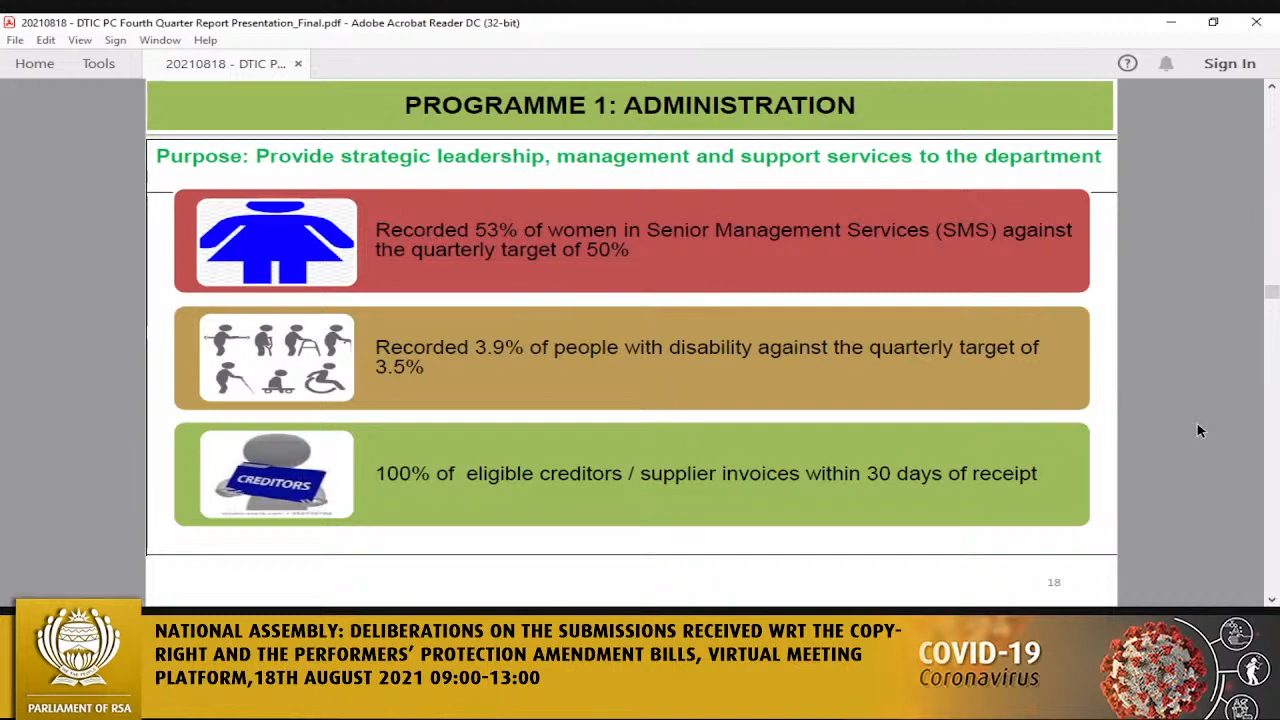 20210818 - DTIC PC Fourth Quarter Report Presentation_Final.pdf - Adobe Acrobat Reader DC (32-bit)
File Edit View Sign Window Help
Home Tools 20210818 - DTIC P... × Sign In
PROGRAMME 1: ADMINISTRATION
Purpose: Provide strategic leadership, management and support services to the department
Recorded 53% of women in Senior Management Services (SMS) against
the quarterly target of 50%
Recorded 3.9% of people with disability against the quarterly target of
3.5%
CREDITORS
100% of  eligible creditors / supplier invoices within 30 days of receipt
18
NATIONAL ASSEMBLY: DELIBERATIONS ON THE SUBMISSIONS RECEIVED WRT THE COPY-
RIGHT AND THE PERFORMERS' PROTECTION AMENDMENT BILLS, VIRTUAL MEETING
PLATFORM,18TH AUGUST 2021 09:00-13:00
PARLIAMENT OF RSA
COVID-19
Coronavirus